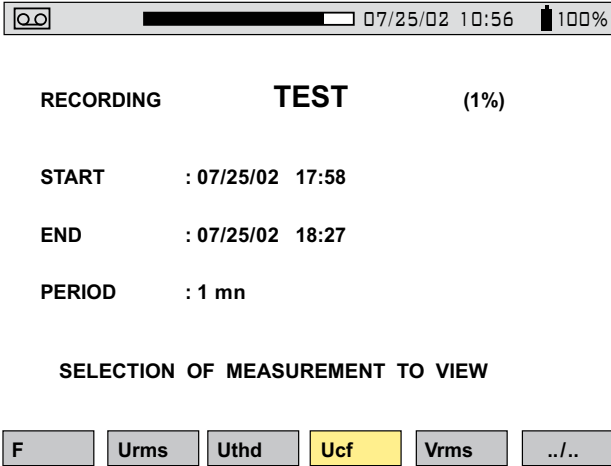 07/25/02 10:56 100%
RECORDING TEST (1%)
START : 07/25/02 17:58
END : 07/25/02 18:27
PERIOD : 1 mn
SELECTION OF MEASUREMENT TO VIEW
F Urms Uthd Ucf Vrms ../..